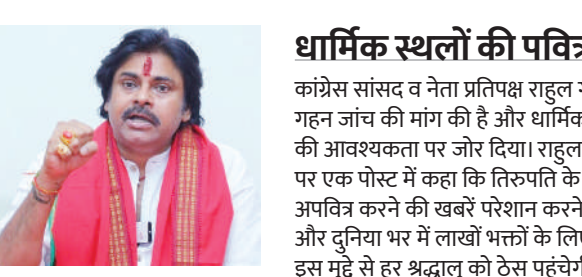 धार्मिक स्थलों की पवित्र
कांग्रेस सांसद व नेता प्रतिपक्ष राहुल
गहन जांच की मांग की है और धार्मिक
की आवश्यकता पर जोर दिया। राहुल
पर एक पोस्ट में कहा कि तिरुपति के
अपवित्र करने की खबरें परेशान करने
और दुनिया भर में लाखों भक्तों के लिए
इस मुद्दे से हर श्रद्धालु को ठेस पहुंचेग